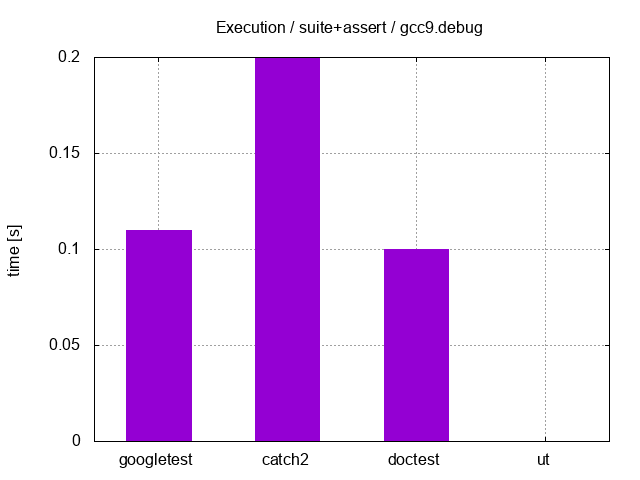 Execution / suite+assert / gcc9.debug
0.2
0.15
0.1
0.05
0
time [s]
googletest catch2 doctest ut